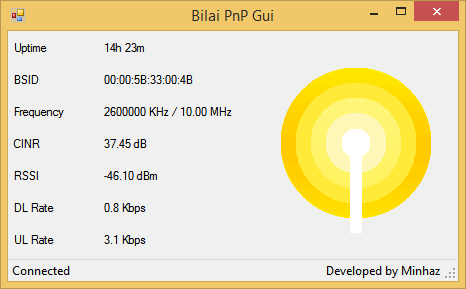 Bilai PnP Gui
Uptime 14h 23m
BSID 00:00:5B:33:00:4B
Frequency 2600000 KHz / 10.00 MHz
CINR 37.45 dB
RSSI -46.10 dBm
DL Rate 0.8 Kbps
UL Rate 3.1 Kbps
Connected Developed by Minhaz